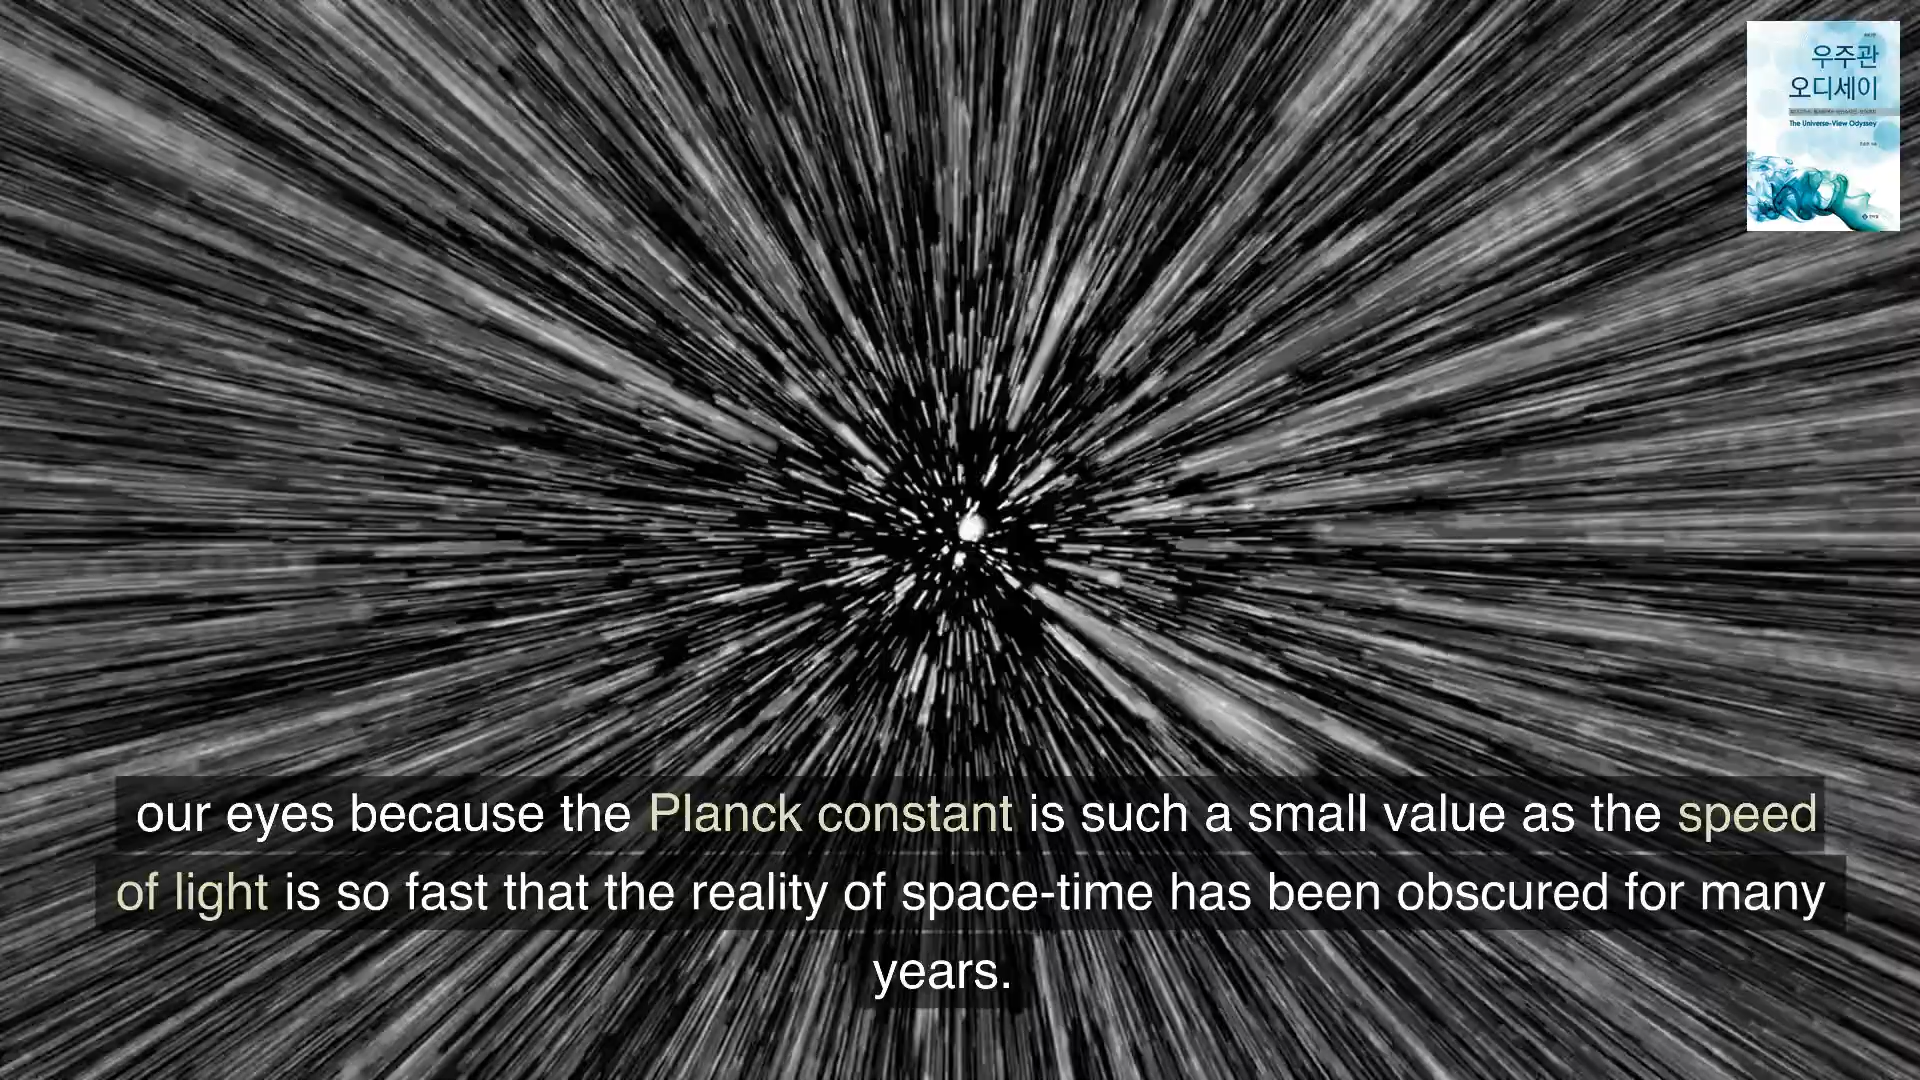 우주관
오디세이
The Universe-View Odyssey
our eyes because the Planck constant is such a small value as the speed
of light is so fast that the reality of space-time has been obscured for many
years.